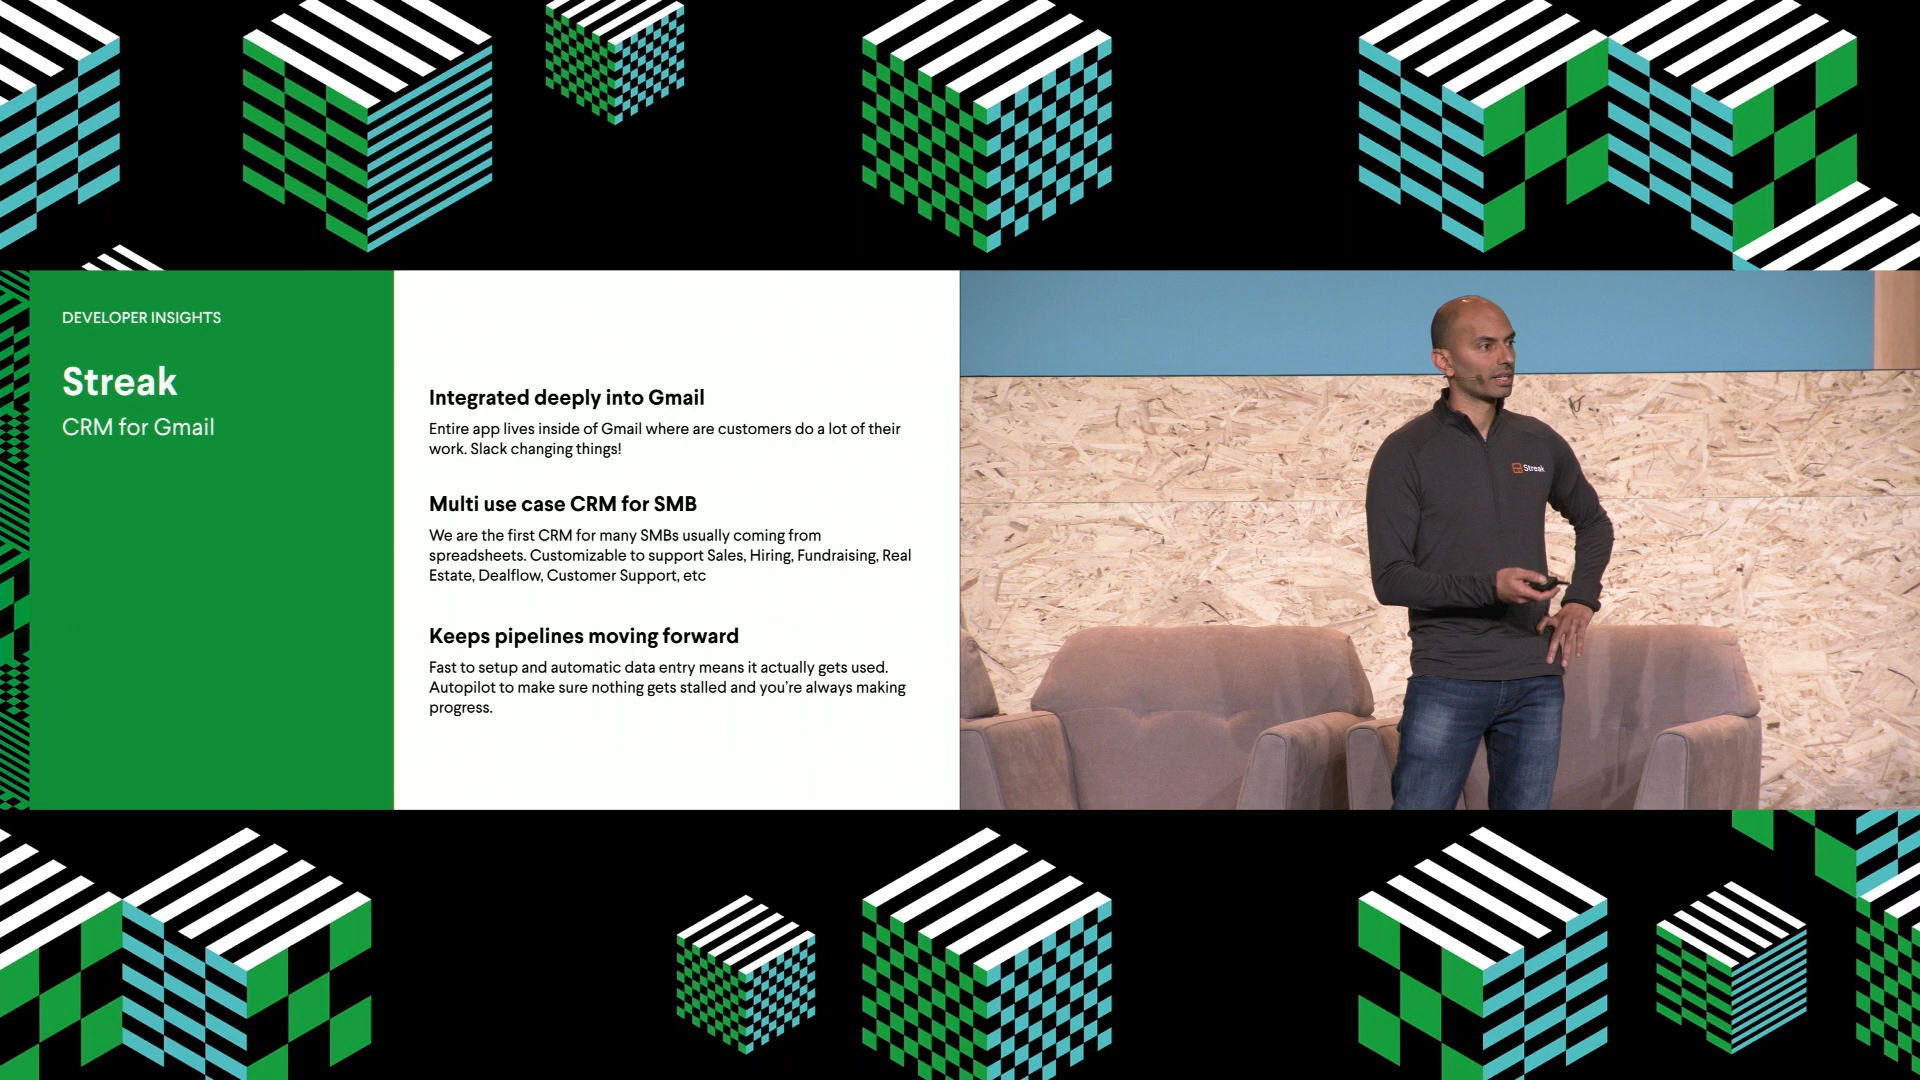 DEVELOPER INSIGHTS
Streak
CRM for Gmail
Integrated deeply into Gmail
Entire app lives inside of Gmail where are customers do a lot of their
work. Slack changing things!
Multi use case CRM for SMB
We are the first CRM for many SMBs usually coming from
spreadsheets. Customizable to support Sales, Hiring, Fundraising, Real
Estate, Dealflow, Customer Support, etc
Keeps pipelines moving forward
Fast to setup and automatic data entry means it actually gets used.
Autopilot to make sure nothing gets stalled and you’re always making
progress.
Streak